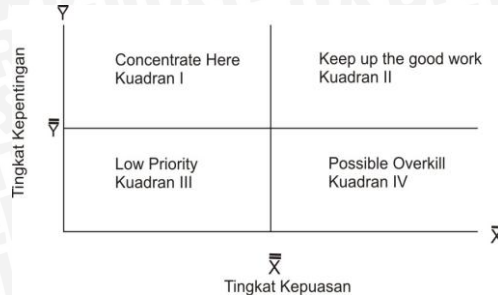 Y̅
Concentrate Here
Kuadran I
Keep up the good work
Kuadran II
Tingkat Kepentingan
Y̿
Low Priority
Kuadran III
Possible Overkill
Kuadran IV
X̅
X̿
Tingkat Kepuasan